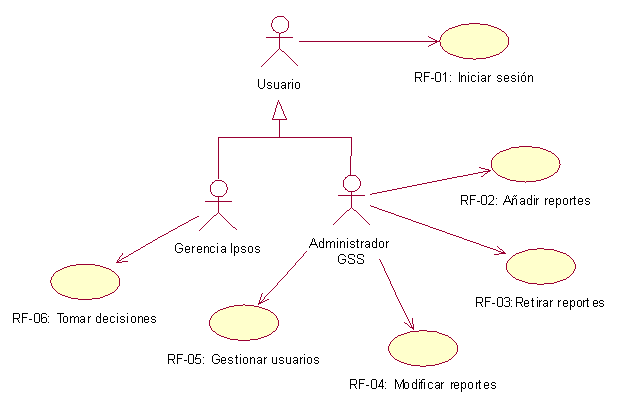 Usuario
RF-01: Iniciar sesión
RF-02: Añadir reportes
Gerencia Ipsos
Administrador
GSS
RF-03:Retirar reportes
RF-06: Tomar decisiones
RF-05: Gestionar usuarios
RF-04: Modificar reportes